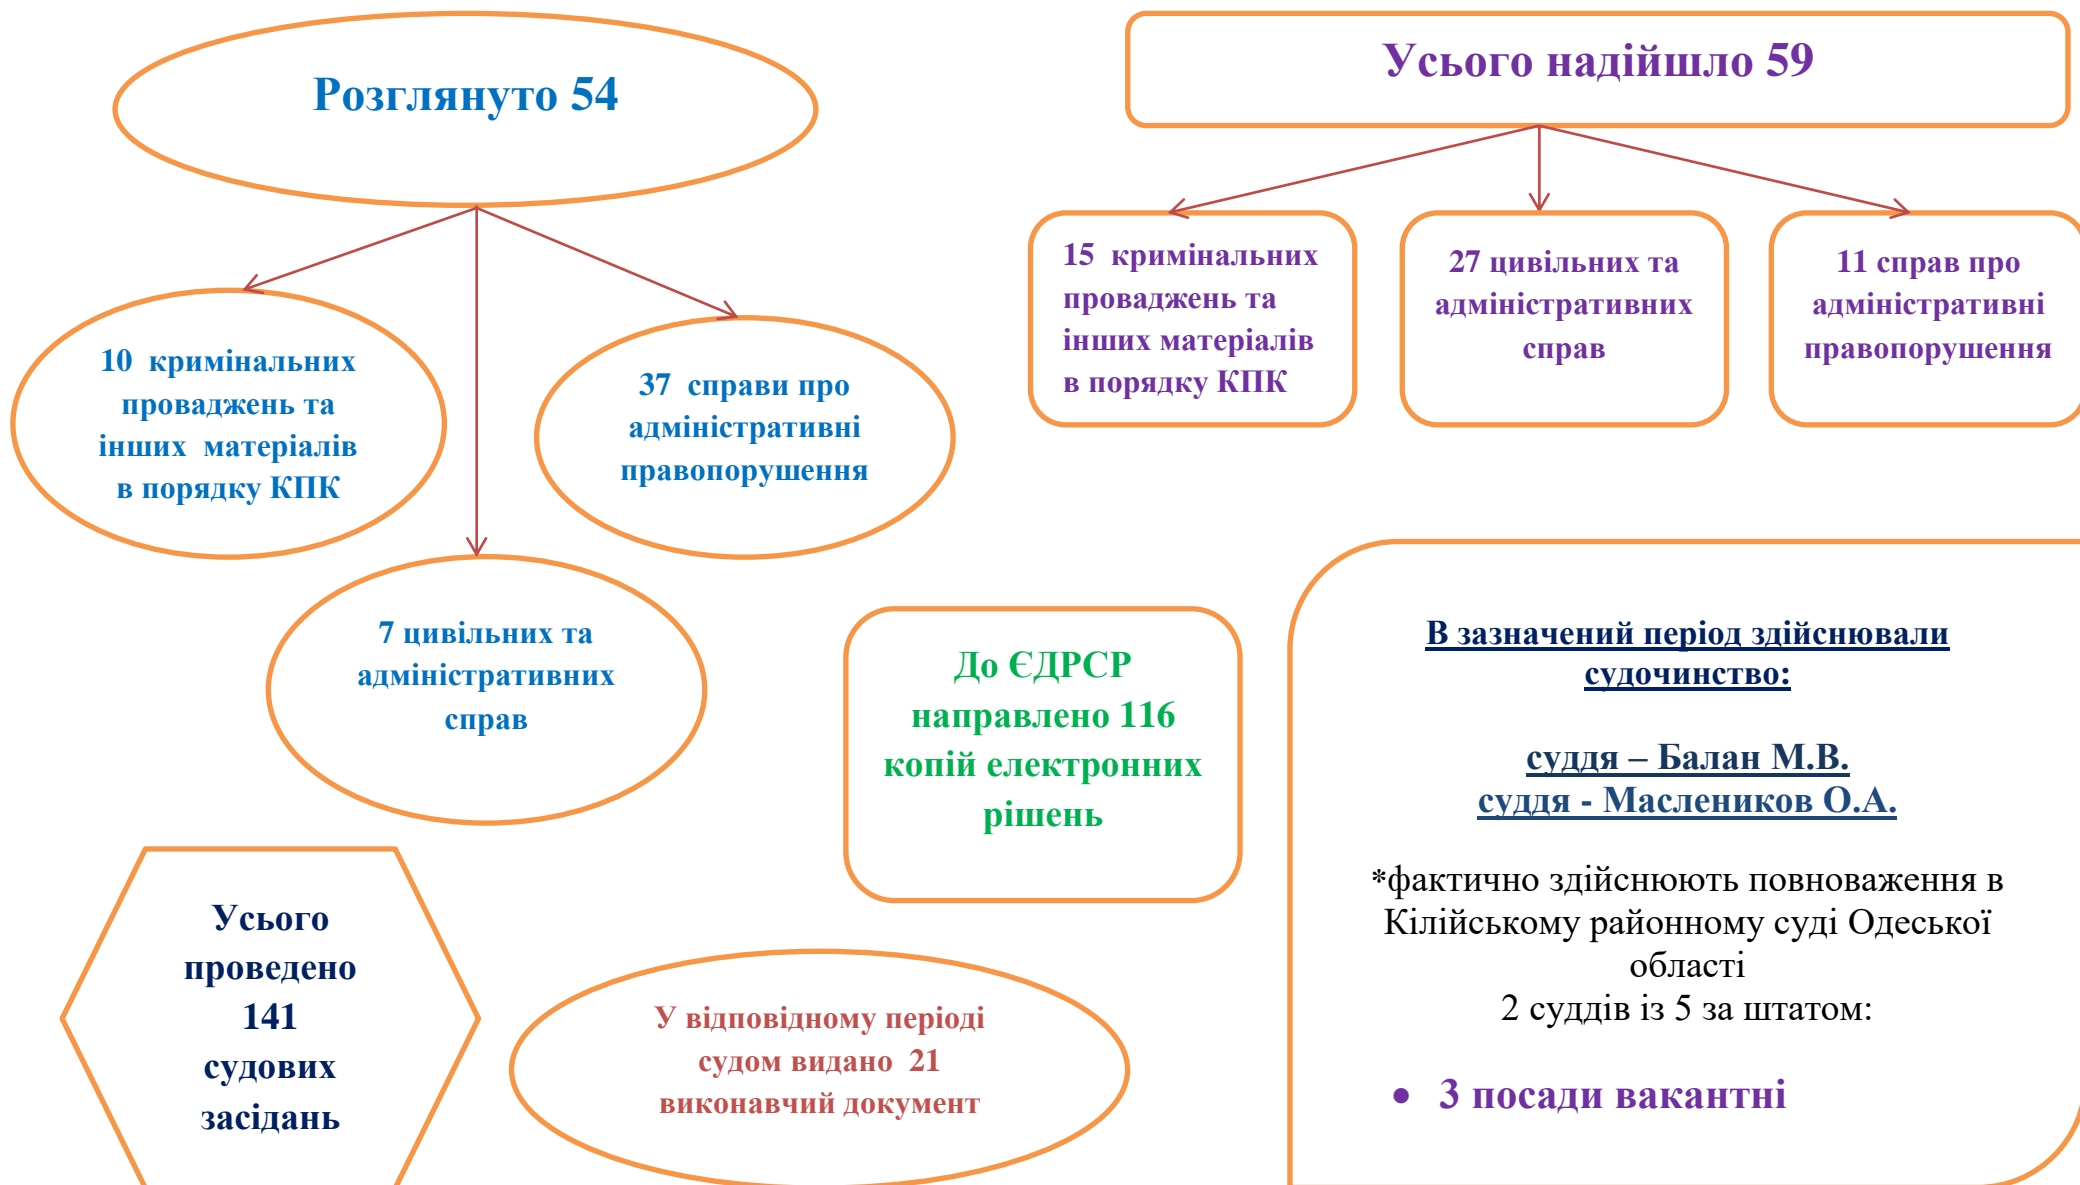 Розглянуто 54
10 кримінальних
проваджень та
інших матеріалів
в порядку КПК
37 справи про
адміністративні
правопорушення
7 цивільних та
адміністративних
справ
Усього надійшло 59
15 кримінальних
проваджень та
інших матеріалів
в порядку КПК
27 цивільних та
адміністративних
справ
11 справ про
адміністративні
правопорушення
До ЄДРСР
направлено 116
копій електронних
рішень
В зазначений період здійснювали
судочинство:
суддя – Балан М.В.
суддя - Маслеников О.А.
*фактично здійснюють повноваження в
Кілійському районному суді Одеської
області
2 суддів із 5 за штатом:
• 3 посади вакантні
Усього
проведено
141
судових
засідань
У відповідному періоді
судом видано 21
виконавчий документ